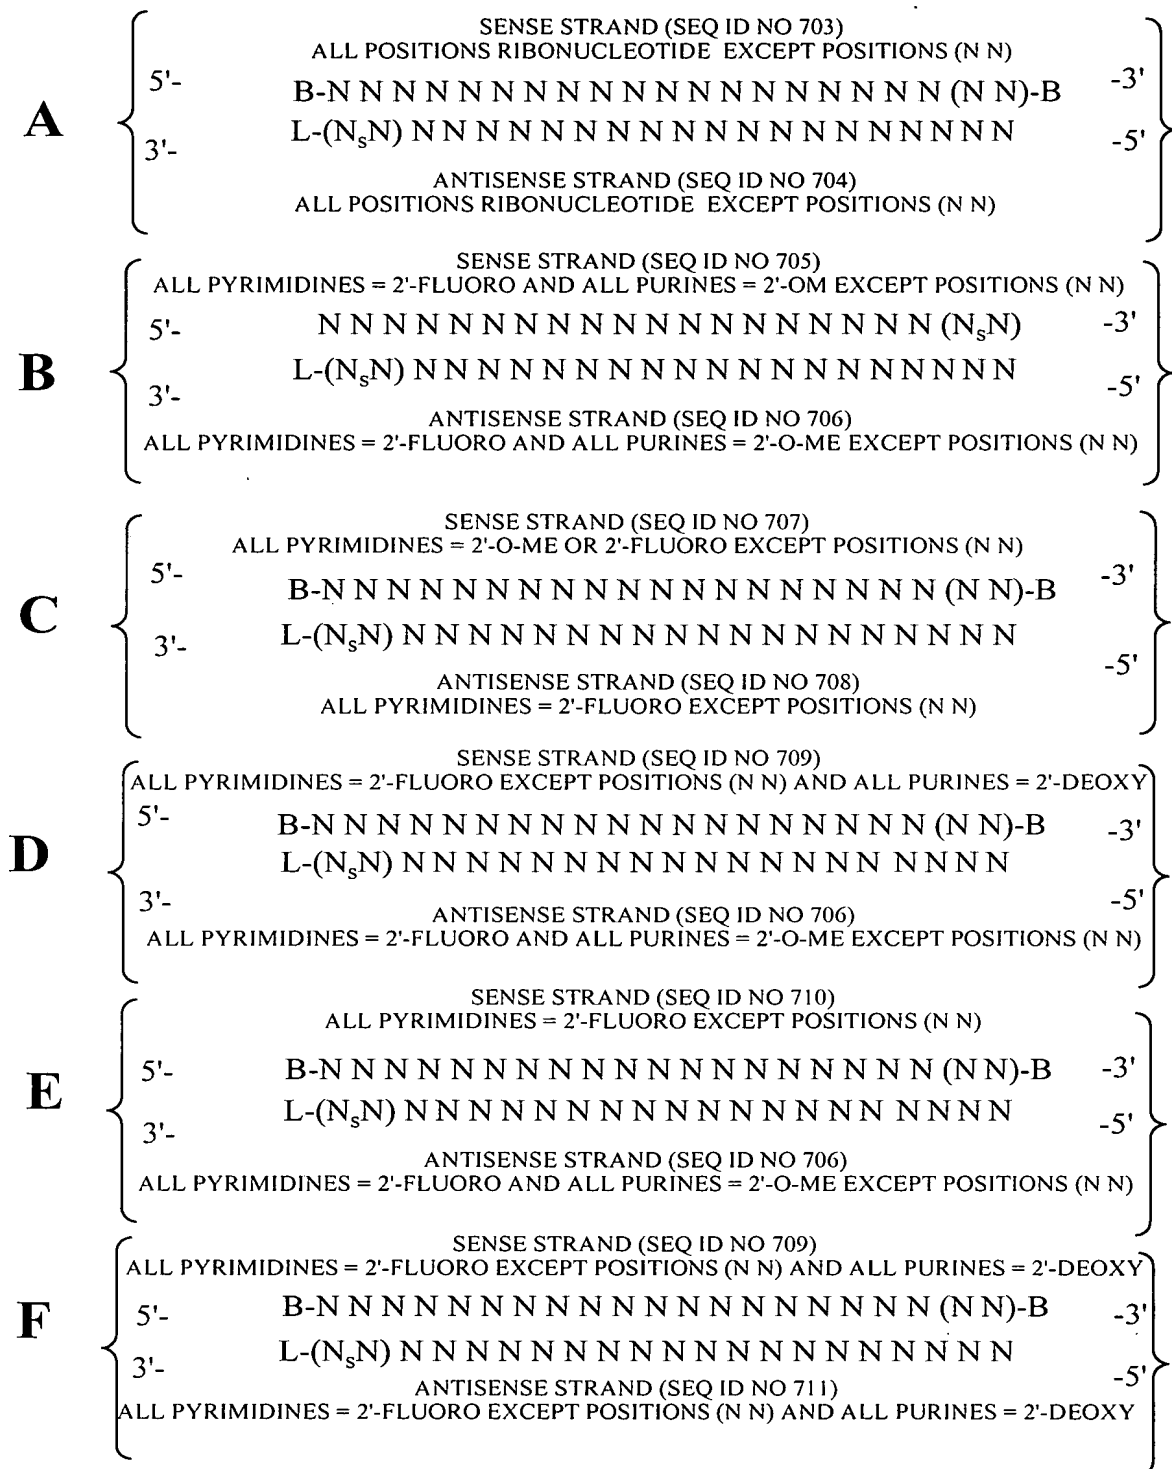 SENSE STRAND (SEQ ID NO 703)
ALL POSITIONS RIBONUCLEOTIDE EXCEPT POSITIONS (N N)
5'- B-N N N N N N N N N N N N N N N N N N N (N N)-B -3'
A
3'- L-(NsN) N N N N N N N N N N N N N N N N N N N -5'
ANTISENSE STRAND (SEQ ID NO 704)
ALL POSITIONS RIBONUCLEOTIDE EXCEPT POSITIONS (N N)
SENSE STRAND (SEQ ID NO 705)
ALL PYRIMIDINES = 2'-FLUORO AND ALL PURINES = 2'-OM EXCEPT POSITIONS (N N)
5'- N N N N N N N N N N N N N N N N N N N (NsN) -3'
B
3'- L-(NsN) N N N N N N N N N N N N N N N N N N N -5'
ANTISENSE STRAND (SEQ ID NO 706)
ALL PYRIMIDINES = 2'-FLUORO AND ALL PURINES = 2'-O-ME EXCEPT POSITIONS (N N)
SENSE STRAND (SEQ ID NO 707)
ALL PYRIMIDINES = 2'-O-ME OR 2'-FLUORO EXCEPT POSITIONS (N N)
5'- B-N N N N N N N N N N N N N N N N N N N (N N)-B -3'
C
3'- L-(NsN) N N N N N N N N N N N N N N N N N N N -5'
ANTISENSE STRAND (SEQ ID NO 708)
ALL PYRIMIDINES = 2'-FLUORO EXCEPT POSITIONS (N N)
SENSE STRAND (SEQ ID NO 709)
ALL PYRIMIDINES = 2'-FLUORO EXCEPT POSITIONS (N N) AND ALL PURINES = 2'-DEOXY
5'- B-N N N N N N N N N N N N N N N N N N N (N N)-B -3'
D
3'- L-(NsN) N N N N N N N N N N N N N N N N N N N -5'
ANTISENSE STRAND (SEQ ID NO 706)
ALL PYRIMIDINES = 2'-FLUORO AND ALL PURINES = 2'-O-ME EXCEPT POSITIONS (N N)
SENSE STRAND (SEQ ID NO 710)
ALL PYRIMIDINES = 2'-FLUORO EXCEPT POSITIONS (N N)
5'- B-N N N N N N N N N N N N N N N N N N N (N N)-B -3'
E
3'- L-(NsN) N N N N N N N N N N N N N N N N N N N -5'
ANTISENSE STRAND (SEQ ID NO 706)
ALL PYRIMIDINES = 2'-FLUORO AND ALL PURINES = 2'-O-ME EXCEPT POSITIONS (N N)
SENSE STRAND (SEQ ID NO 709)
ALL PYRIMIDINES = 2'-FLUORO EXCEPT POSITIONS (N N) AND ALL PURINES = 2'-DEOXY
5'- B-N N N N N N N N N N N N N N N N N N N (N N)-B -3'
F
3'- L-(NsN) N N N N N N N N N N N N N N N N N N N -5'
ANTISENSE STRAND (SEQ ID NO 711)
ALL PYRIMIDINES = 2'-FLUORO EXCEPT POSITIONS (N N) AND ALL PURINES = 2'-DEOXY